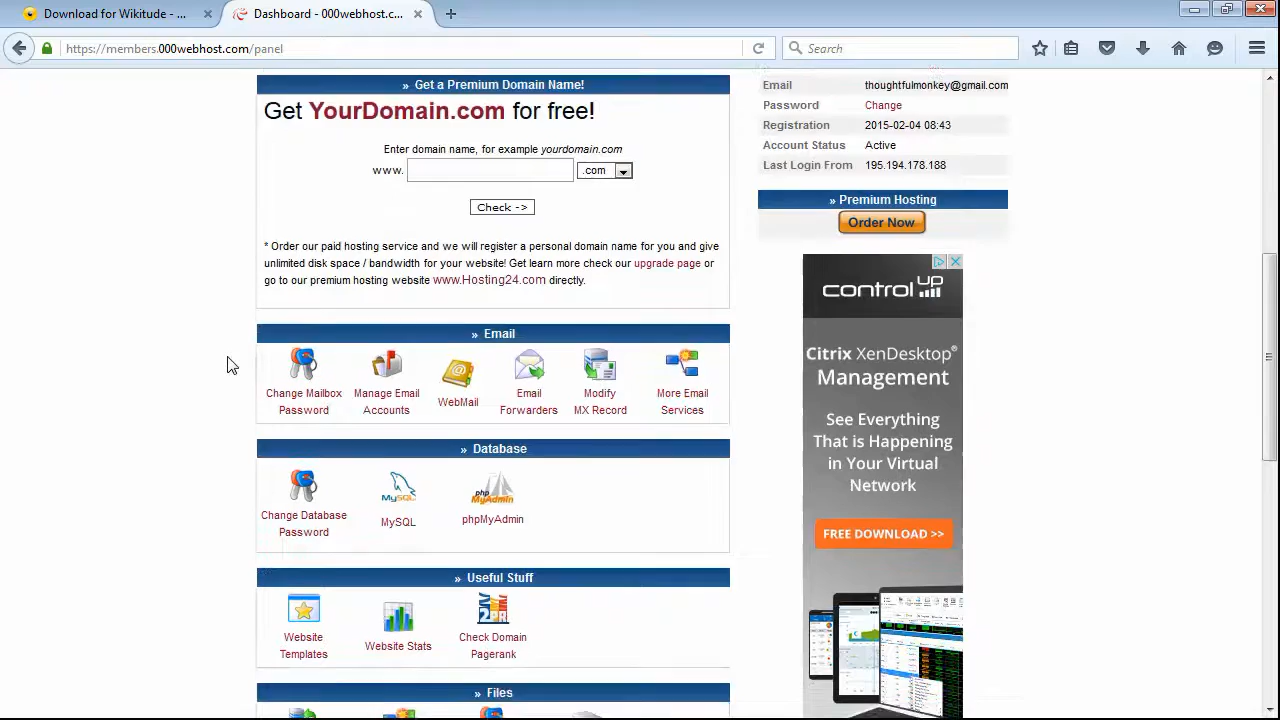 Download for Wikitude - ...
Dashboard - 000webhost.c...
https://members.000webhost.com/panel
Search
» Get a Premium Domain Name!
Get YourDomain.com for free!
Enter domain name, for example yourdomain.com
www.
.com
Check ->
* Order our paid hosting service and we will register a personal domain name for you and give
unlimited disk space / bandwidth for your website! Get learn more check our upgrade page or
go to our premium hosting website www.Hosting24.com directly.
» Email
Change Mailbox
Password
Manage Email
Accounts
WebMail
Email
Forwarders
Modify
MX Record
More Email
Services
» Database
Change Database
Password
MySQL
MySQL
php
MyAdmin
phpMyAdmin
» Useful Stuff
Website
Templates
Website Stats
Check Domain
Pagerank
» Files
Email thoughtfulmonkey@gmail.com
Password Change
Registration 2015-02-04 08:43
Account Status Active
Last Login From 195.194.178.188
» Premium Hosting
Order Now
control up
Citrix XenDesktop®
Management
See Everything
That is Happening
in Your Virtual
Network
FREE DOWNLOAD >>